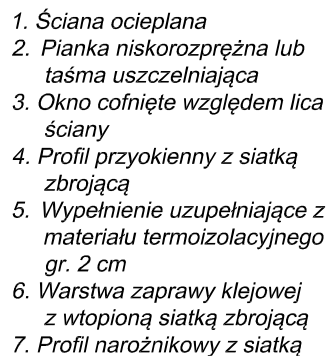 1. Ściana ocieplana
2. Pianka niskorozprężna lub
taśma uszczelniająca
3. Okno cofnięte względem lica
ściany
4. Profil przyokienny z siatką
zbrojącą
5. Wypełnienie uzupełniające z
materiału termoizolacyjnego
gr. 2 cm
6. Warstwa zaprawy klejowej
z wtopioną siatką zbrojącą
7. Profil narożnikowy z siatką